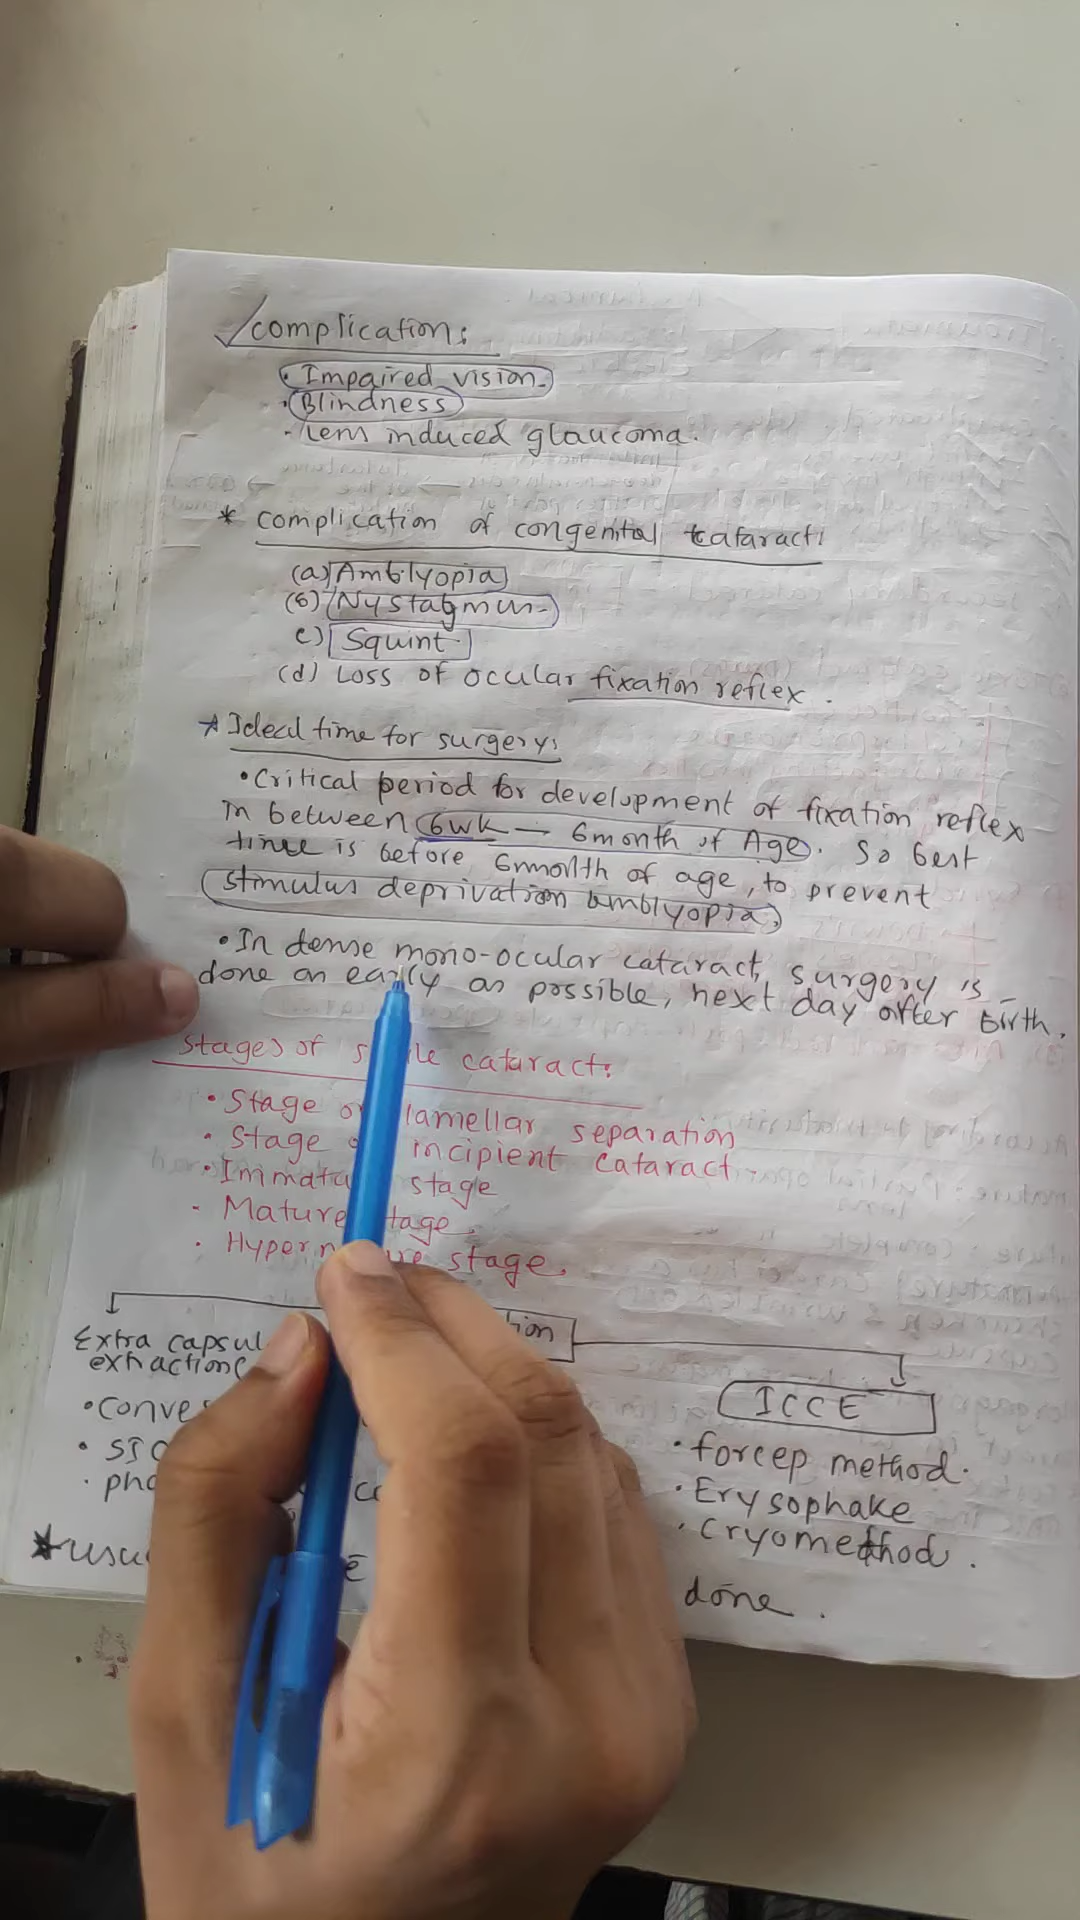 complication:
• Impaired vision.
• Blindness
• Lens induced glaucoma.
* complication of congenital cataract:
(a) Amblyopia
(b) Nystagmus
c) Squint
(d) Loss of ocular fixation reflex.
* Ideal time for surgery:
• Critical period for development of fixation reflex
in between 6wk — 6month of Age. So best
time is before 6month of age, to prevent
stimulus deprivation amblyopia.
• In dense mono-ocular cataract, surgery is
done as early as possible, next day after birth.
Stages of cataract:
• Stage of lamellar separation
• Stage incipient cataract
• Immatu stage
• Mature stage.
• Hyperm stage.
Extra capsul
extraction(
ICCE
• conve
• SIC
• pha
• forcep method.
• Erysophake
• Cryomethod.
* usu
done.